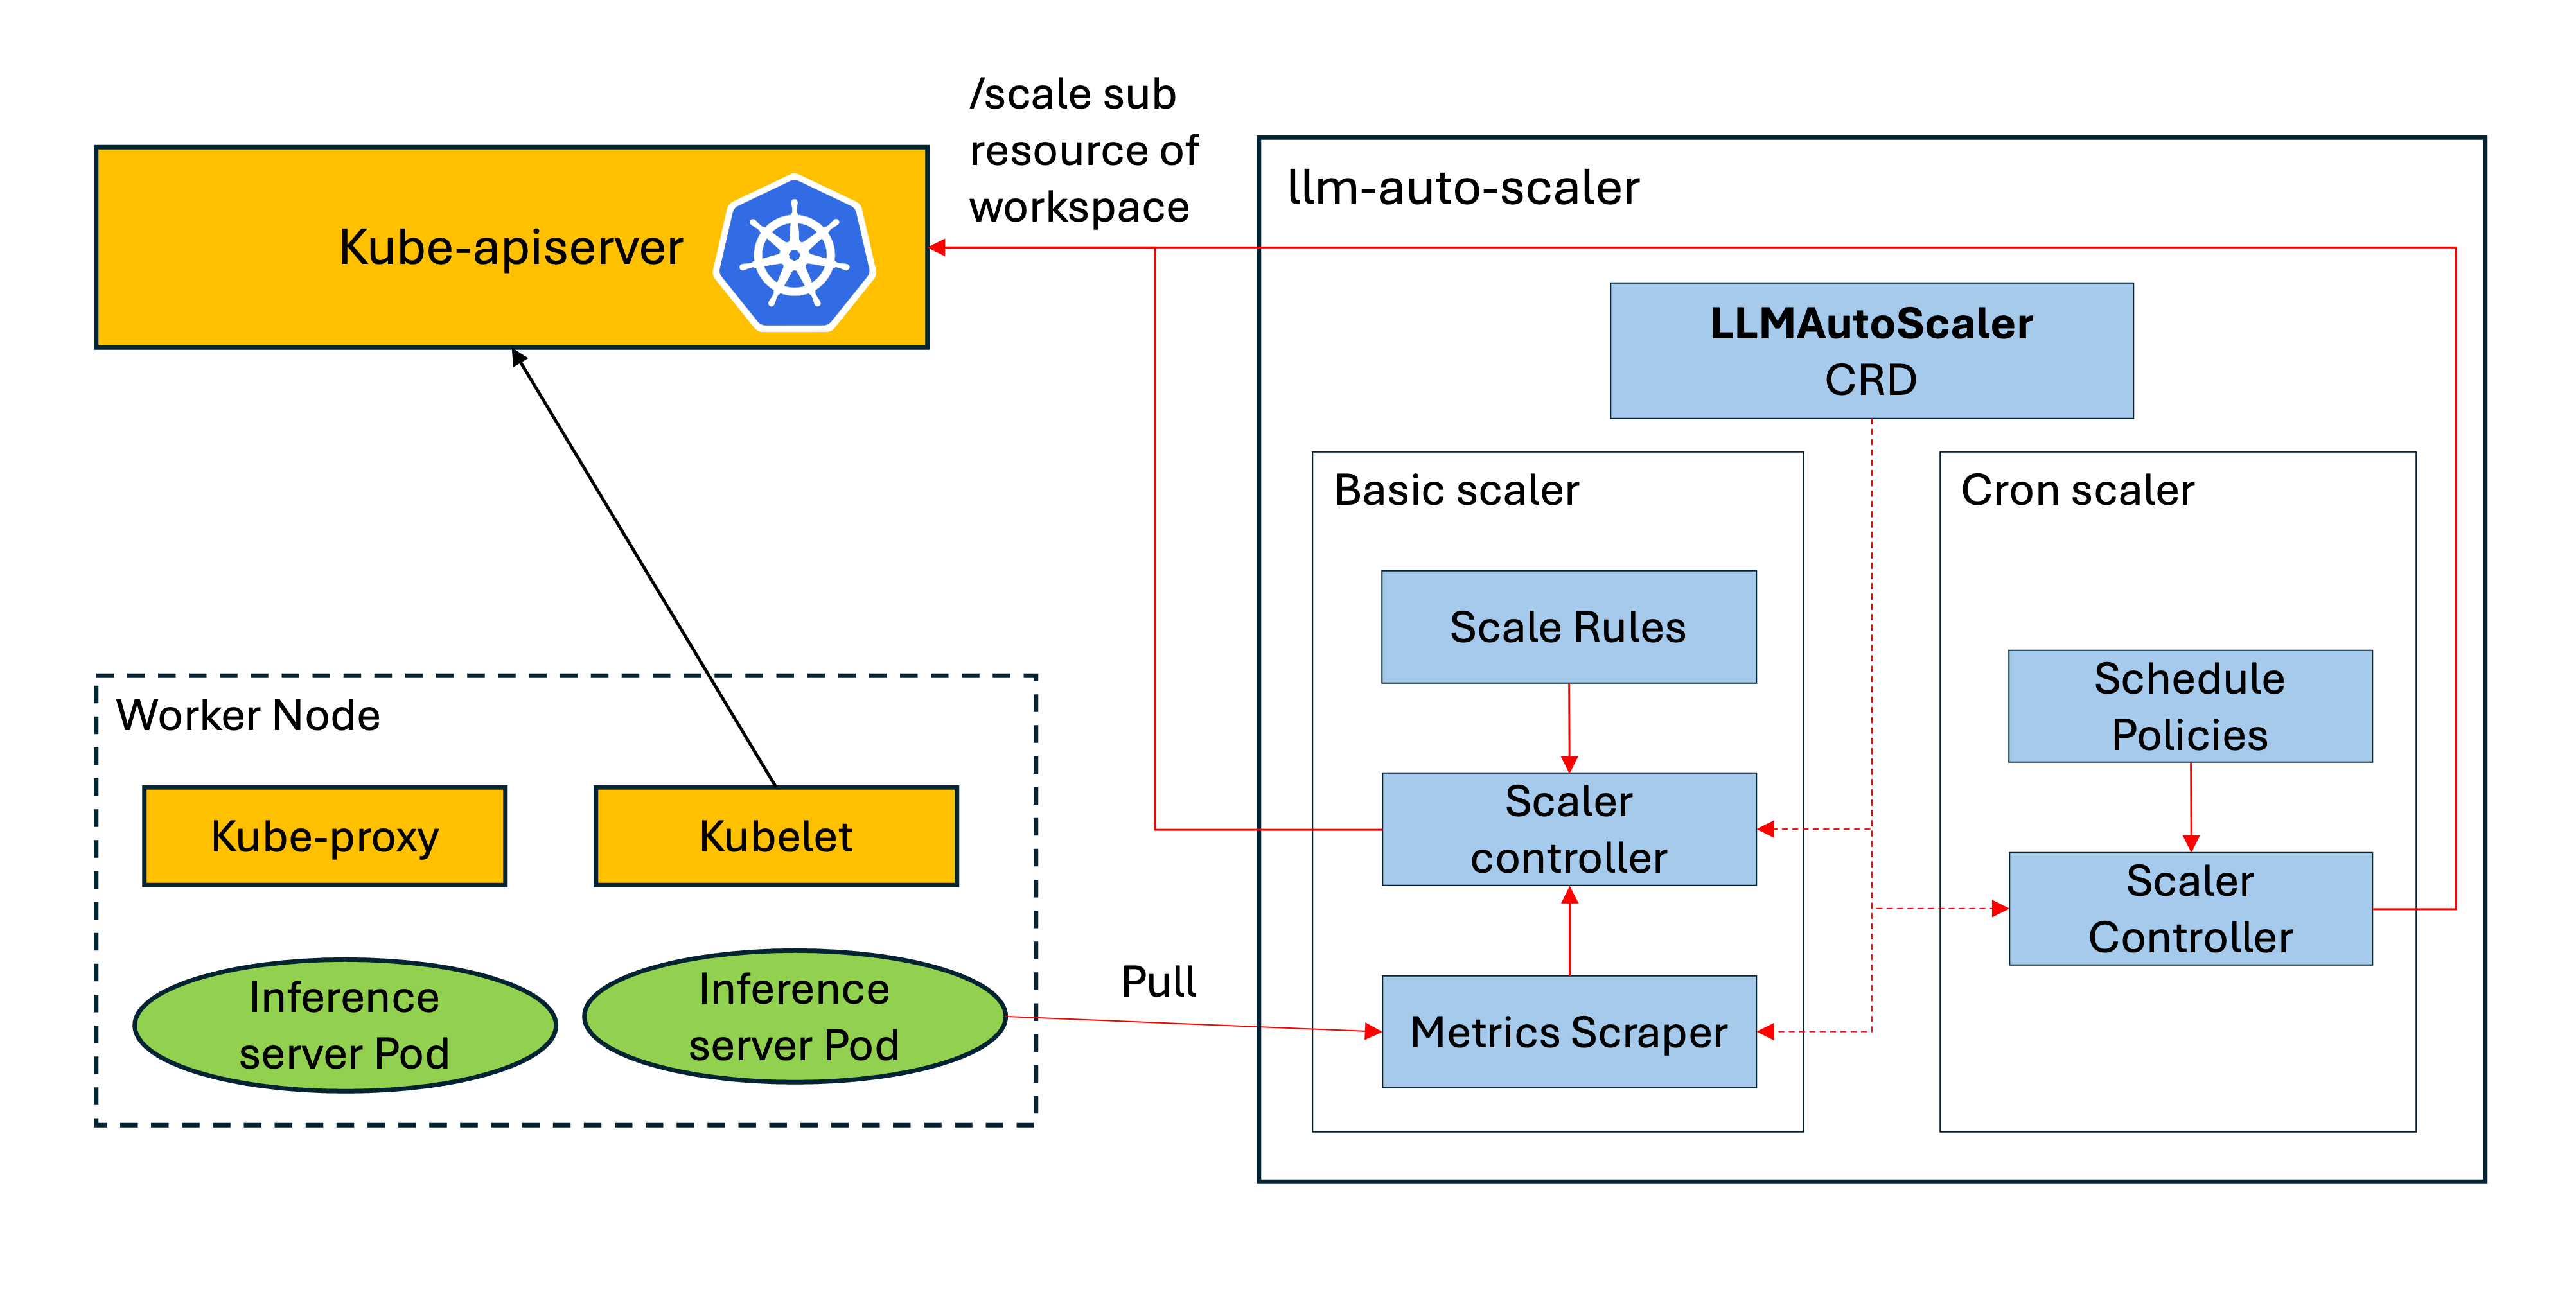 /scale sub
resource of
workspace
Kube-apiserver
llm-auto-scaler
LLMAutoScaler
CRD
Basic scaler
Cron scaler
Scale Rules
Schedule
Policies
Worker Node
Kube-proxy
Kubelet
Scaler
controller
Scaler
Controller
Inference
server Pod
Inference
server Pod
Pull
Metrics Scraper